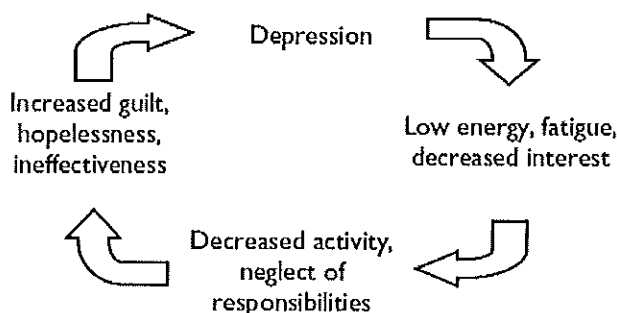 Depression
Low energy, fatigue,
decreased interest
Decreased activity,
neglect of
responsibilities
Increased guilt,
hopelessness,
ineffectiveness